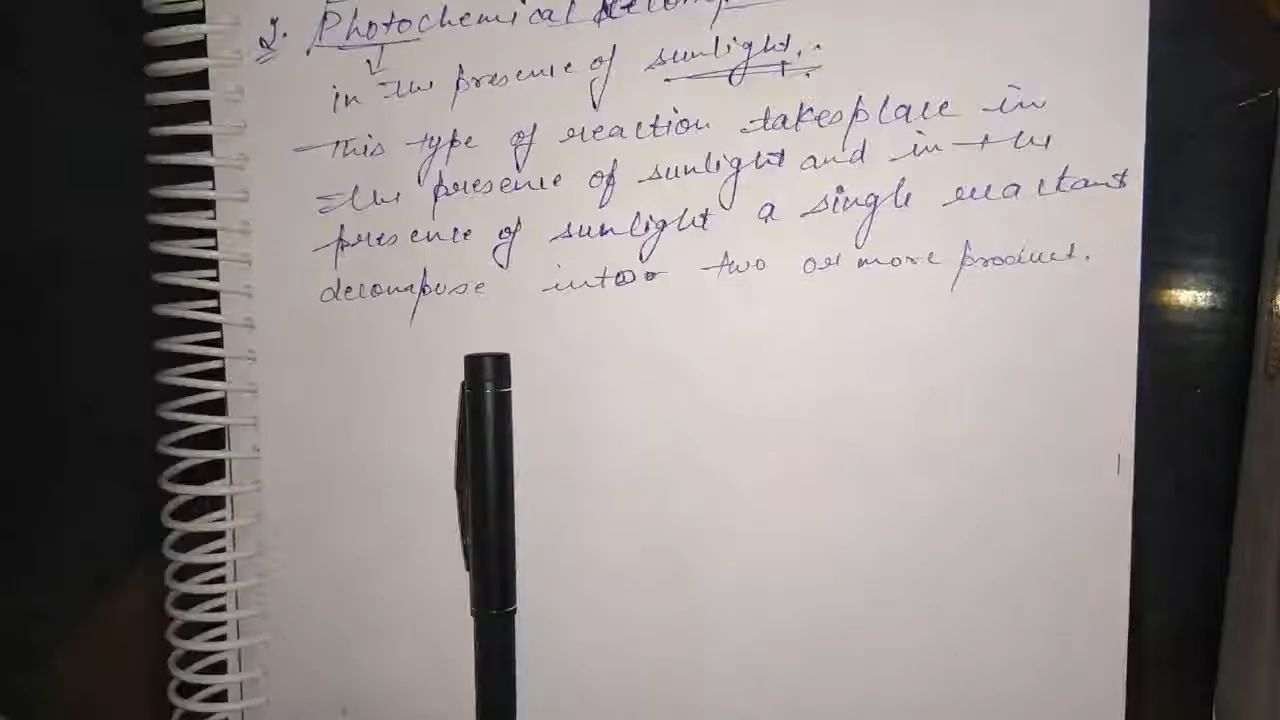 2. Photochemical
in the presence of sunlight.
This type of reaction takesplace in
the presence of sunlight and in the
presence of sunlight a single reactant
decompose into two or more product.